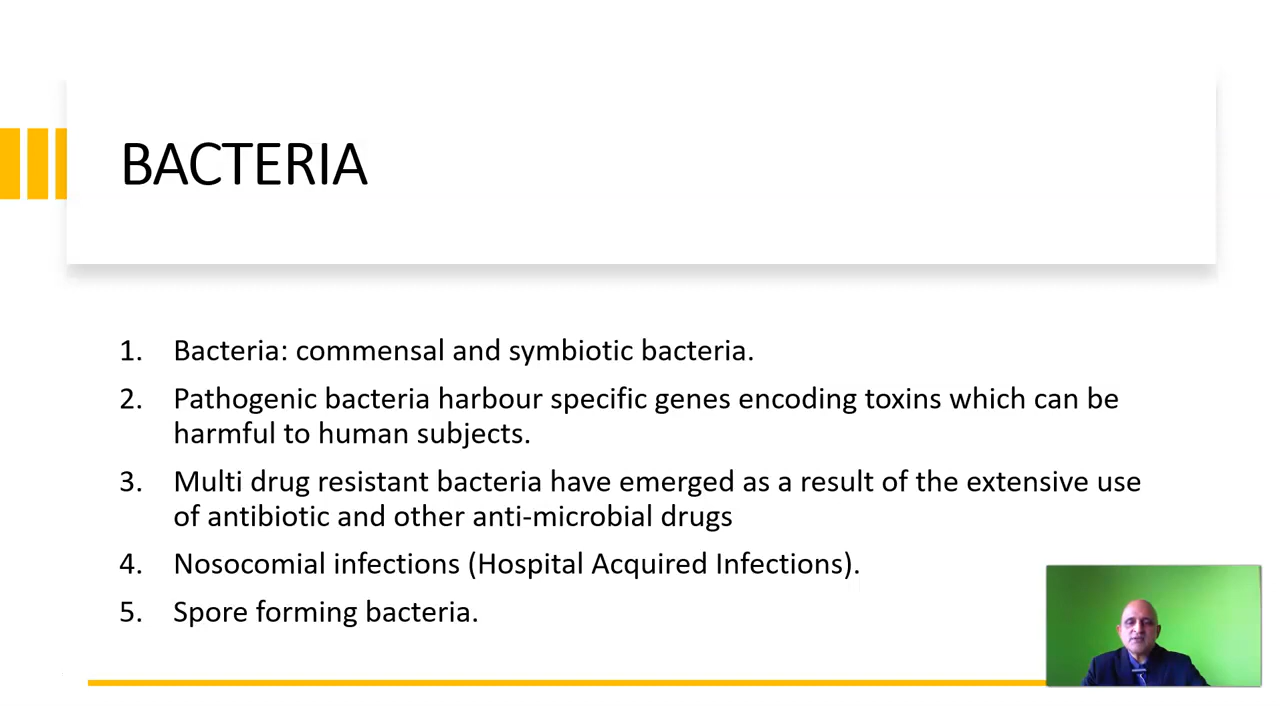 BACTERIA
1. Bacteria: commensal and symbiotic bacteria.
2. Pathogenic bacteria harbour specific genes encoding toxins which can be
harmful to human subjects.
3. Multi drug resistant bacteria have emerged as a result of the extensive use
of antibiotic and other anti-microbial drugs
4. Nosocomial infections (Hospital Acquired Infections).
5. Spore forming bacteria.